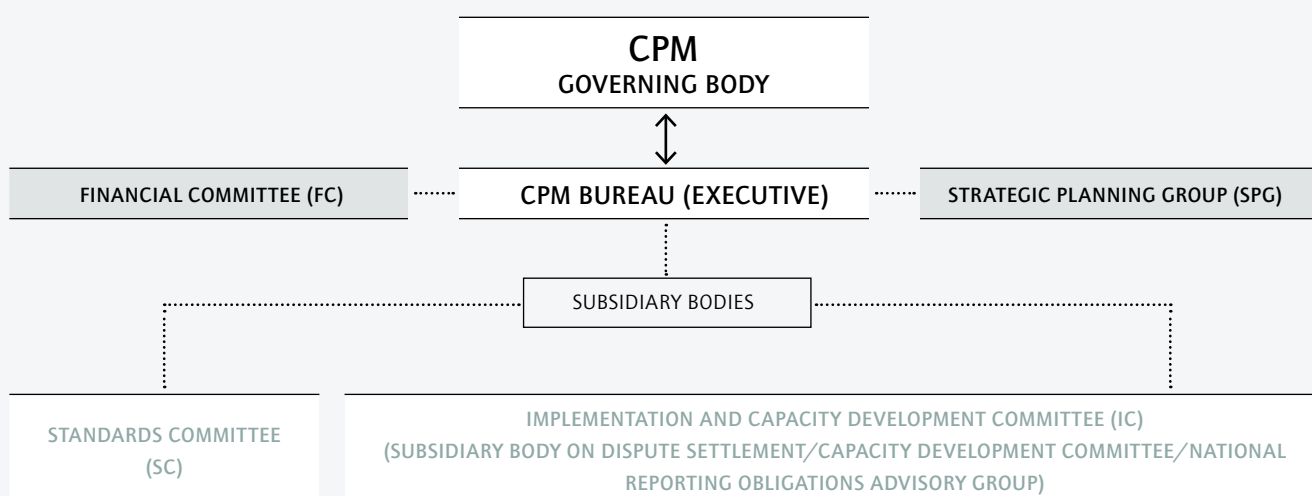 CPM
GOVERNING BODY
FINANCIAL COMMITTEE (FC)
CPM BUREAU (EXECUTIVE)
STRATEGIC PLANNING GROUP (SPG)
SUBSIDIARY BODIES
STANDARDS COMMITTEE
(SC)
IMPLEMENTATION AND CAPACITY DEVELOPMENT COMMITTEE (IC)
(SUBSIDIARY BODY ON DISPUTE SETTLEMENT/CAPACITY DEVELOPMENT COMMITTEE/NATIONAL
REPORTING OBLIGATIONS ADVISORY GROUP)